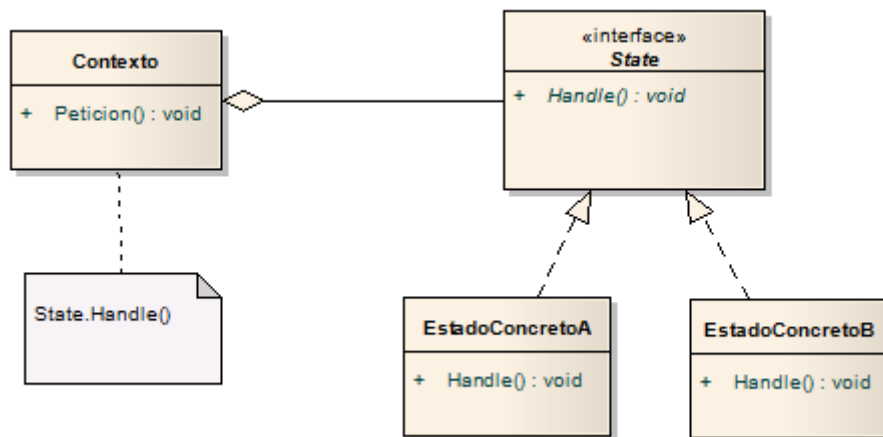 Contexto
+ Peticion() : void
«interface»
State
+ Handle() : void
State.Handle()
EstadoConcretoA
+ Handle() : void
EstadoConcretoB
+ Handle() : void